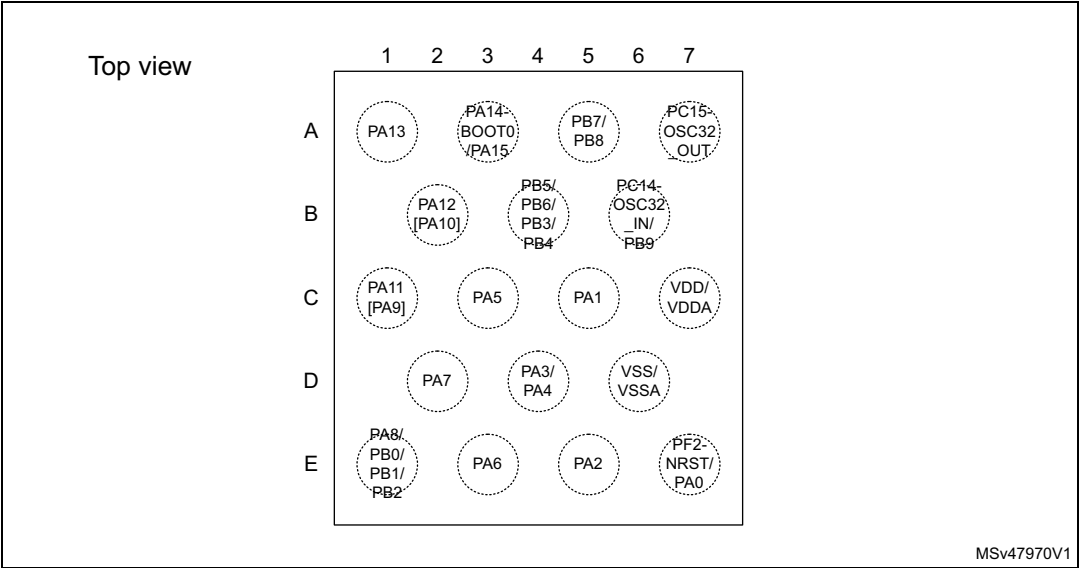 Top view
1 2 3 4 5 6 7
A
PA13
PA14-
BOOT0
/PA15
PB7/
PB8
PC15-
OSC32
_OUT
B
PA12
[PA10]
PB5/
PB6/
PB3/
PB4
PC14-
OSC32
_IN/
PB9
C
PA11
[PA9]
PA5
PA1
VDD/
VDDA
D
PA7
PA3/
PA4
VSS/
VSSA
E
PA8/
PB0/
PB1/
PB2
PA6
PA2
PF2-
NRST/
PA0
MSv47970V1